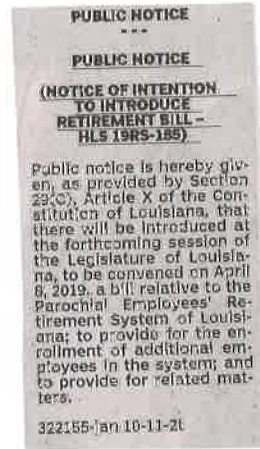 PUBLIC NOTICE
---
PUBLIC NOTICE
(NOTICE OF INTENTION
TO INTRODUCE
RETIREMENT BILL –
HLS 19RS-155)
Public notice is hereby giv-
en, as provided by Section
29(C), Article X of the Con-
stitution of Louisiana, that
there will be introduced at
the forthcoming session of
the Legislature of Louisia-
na, to be convened on April
8, 2019, a bill relative to the
Parochial Employees' Re-
tirement System of Louisi-
ana; to provide for the en-
rollment of additional em-
ployees in the system; and
to provide for related mat-
ters.
322155-jan 10-11-2t